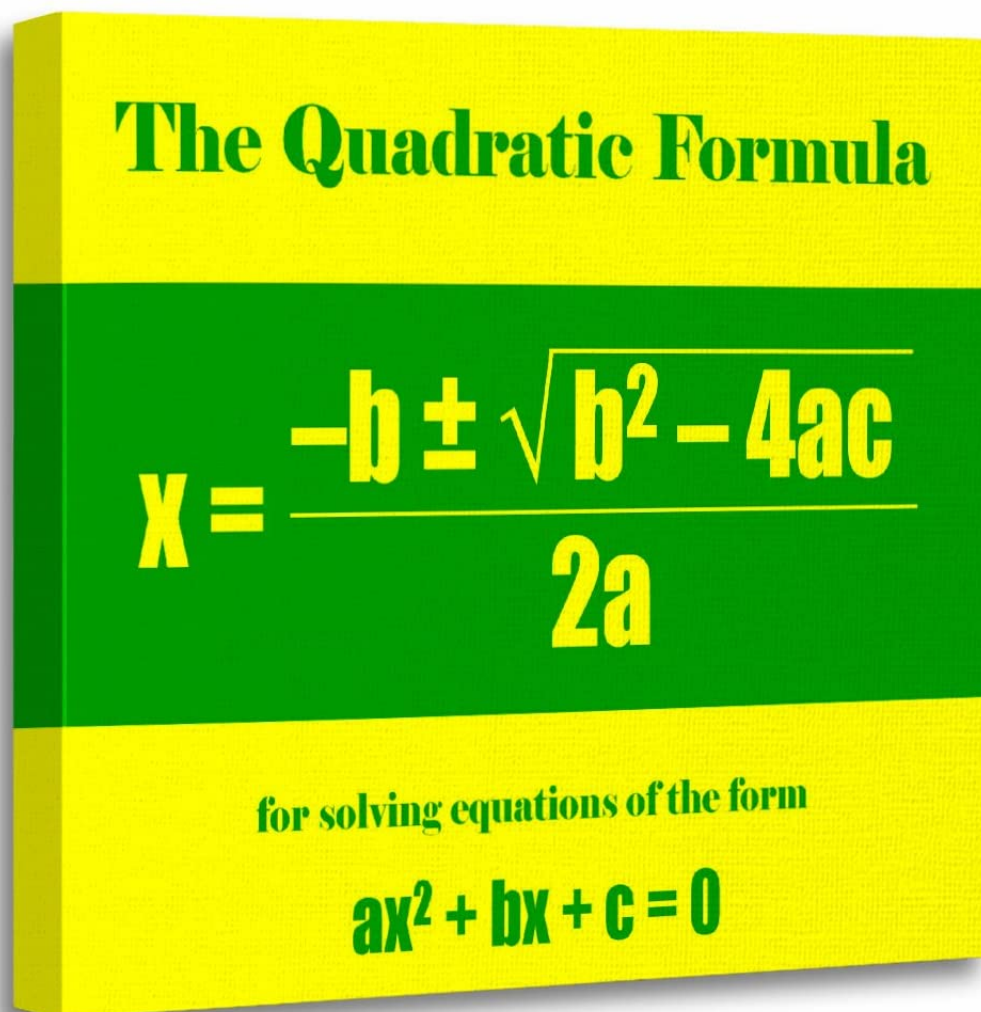 The Quadratic Formula
x = –b ± √b² – 4ac / 2a
for solving equations of the form
ax² + bx + c = 0